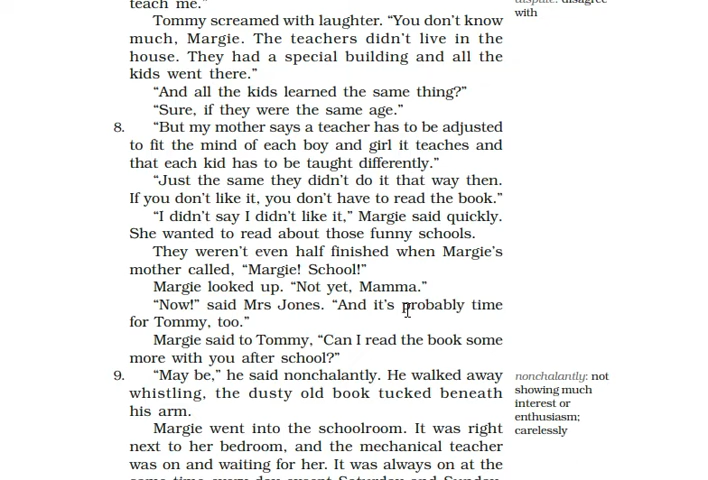 teach me."
dispute: disagree
with
Tommy screamed with laughter. “You don’t know
much, Margie. The teachers didn’t live in the
house. They had a special building and all the
kids went there.”
“And all the kids learned the same thing?”
“Sure, if they were the same age.”
8. “But my mother says a teacher has to be adjusted
to fit the mind of each boy and girl it teaches and
that each kid has to be taught differently.”
“Just the same they didn’t do it that way then.
If you don’t like it, you don’t have to read the book.”
“I didn’t say I didn’t like it,” Margie said quickly.
She wanted to read about those funny schools.
They weren’t even half finished when Margie’s
mother called, “Margie! School!”
Margie looked up. “Not yet, Mamma.”
“Now!” said Mrs Jones. “And it’s probably time
for Tommy, too.”
Margie said to Tommy, “Can I read the book some
more with you after school?”
9. “May be,” he said nonchalantly. He walked away
whistling, the dusty old book tucked beneath
his arm.
nonchalantly: not
showing much
interest or
enthusiasm;
carelessly
Margie went into the schoolroom. It was right
next to her bedroom, and the mechanical teacher
was on and waiting for her. It was always on at the
same time every day except Saturday and Sunday,